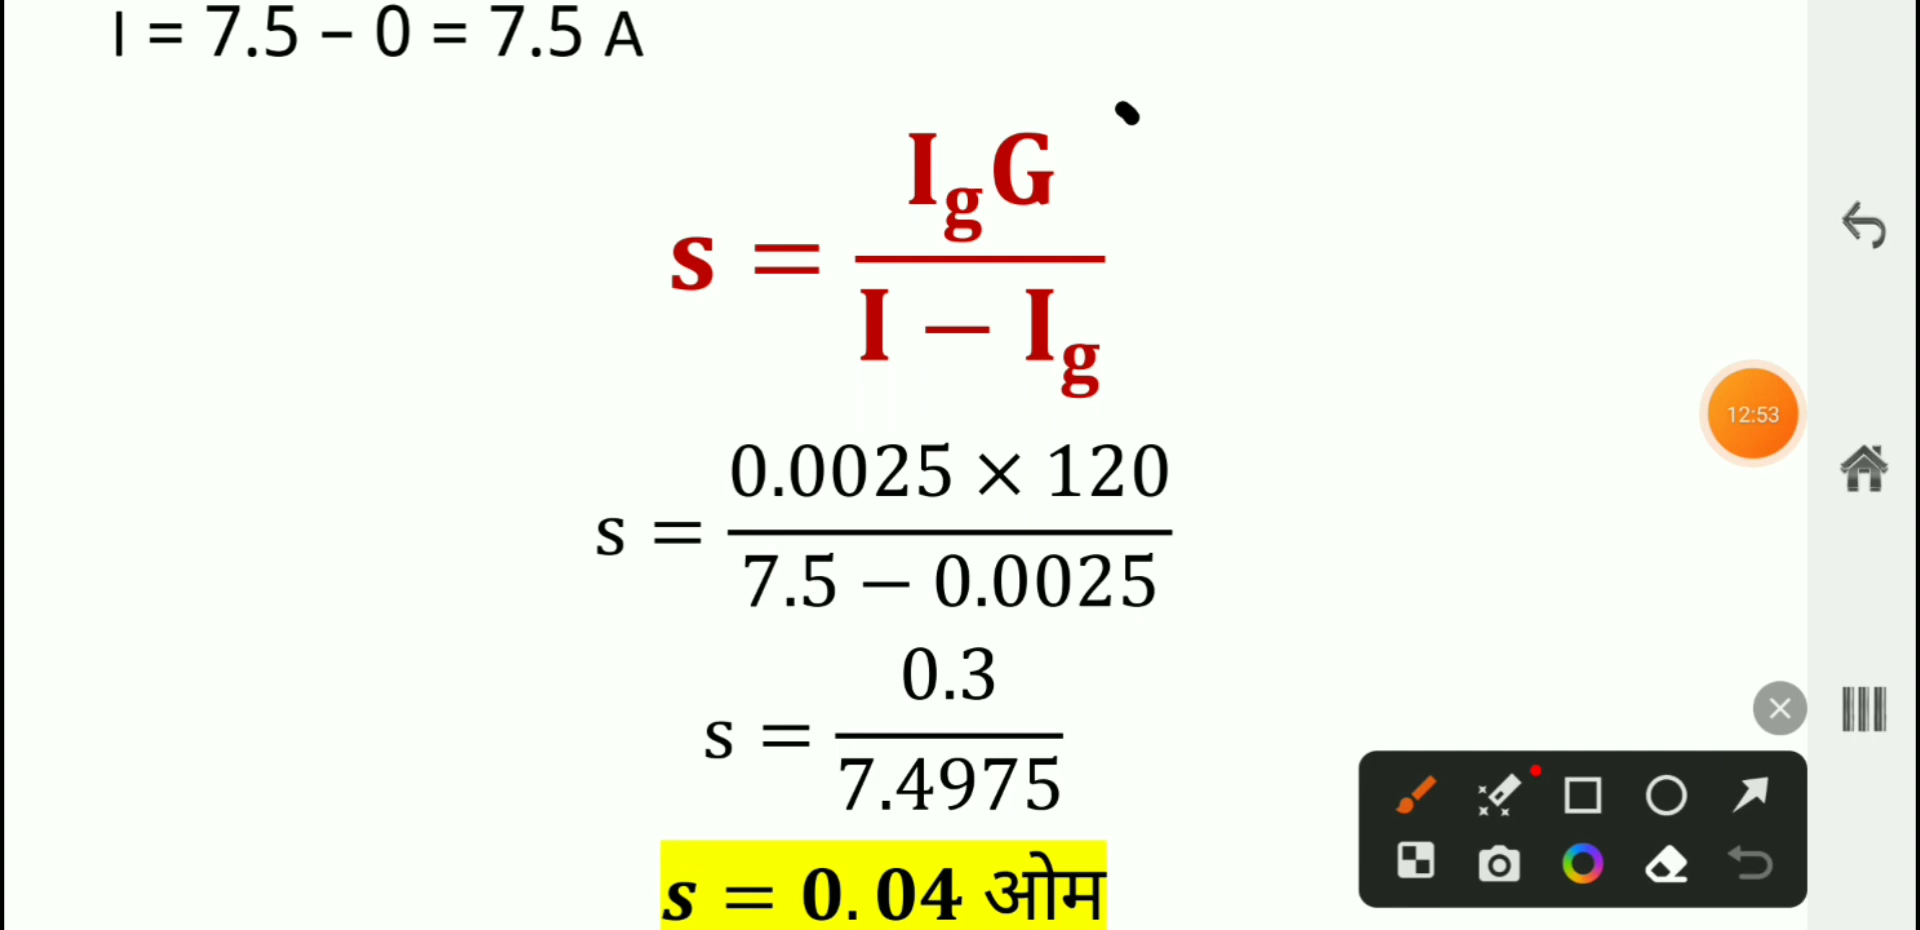 I = 7.5 – 0 = 7.5 A
s = IgG / I − Ig
s = 0.0025 × 120 / 7.5 − 0.0025
12:53
s = 0.3 / 7.4975
s = 0.04 ओम